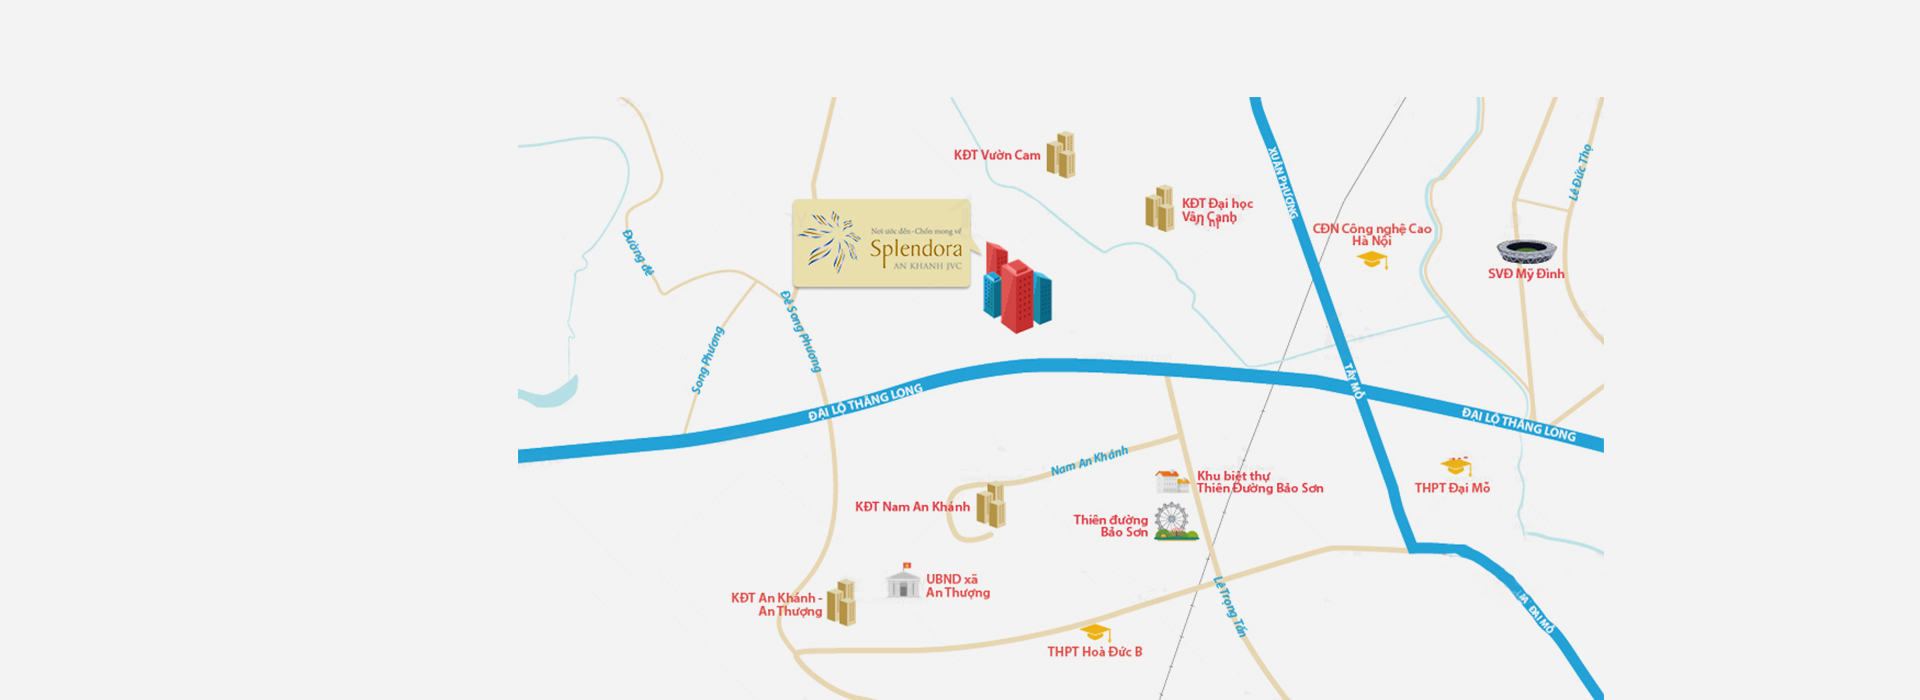 KĐT Vườn Cam
XUÂN PHƯƠNG
Lê Đức Thọ
KĐT Đại học
Vân Canh
CĐN Công nghệ Cao
Hà Nội
Nơi ước đến - Chốn mong về
Splendora
AN KHANH JVC
Đường đê
SVĐ Mỹ Đình
Đê Song Phương
Song Phương
TÂY MỖ
ĐẠI LỘ THĂNG LONG
ĐẠI LỘ THĂNG LONG
Nam An Khánh
Khu biệt thự
Thiên Đường Bảo Sơn
THPT Đại Mỗ
KĐT Nam An Khánh
Thiên đường
Bảo Sơn
UBND xã
An Thượng
KĐT An Khánh -
An Thượng
Lê Trọng Tấn
ĐẠI MỖ
THPT Hoà Đức B